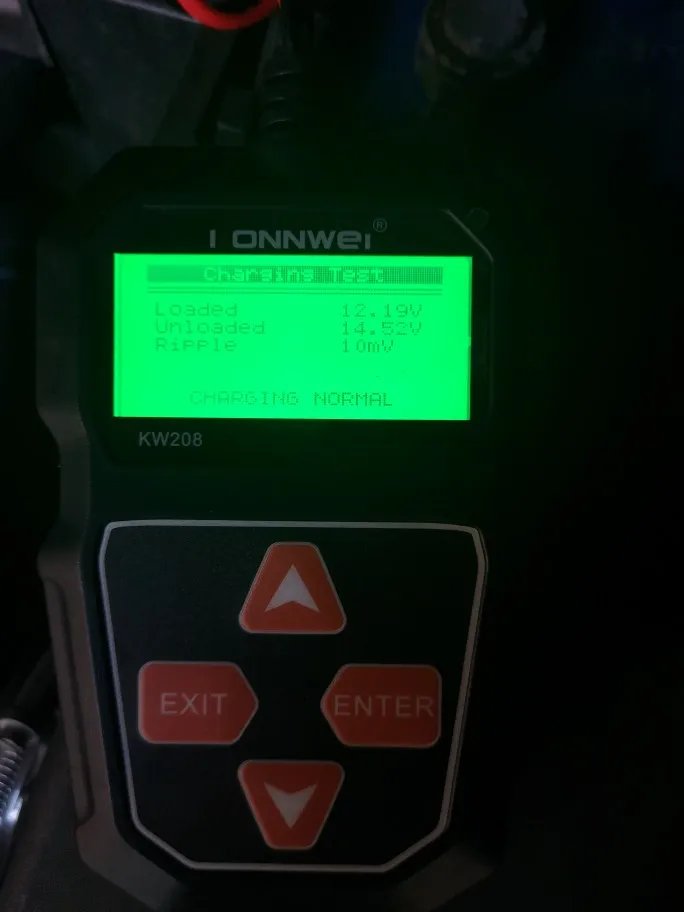 KONNWEI®
Charging Test
Loaded 12.19V
Unloaded 14.52V
Ripple 10mV
CHARGING NORMAL
KW208
EXIT
ENTER